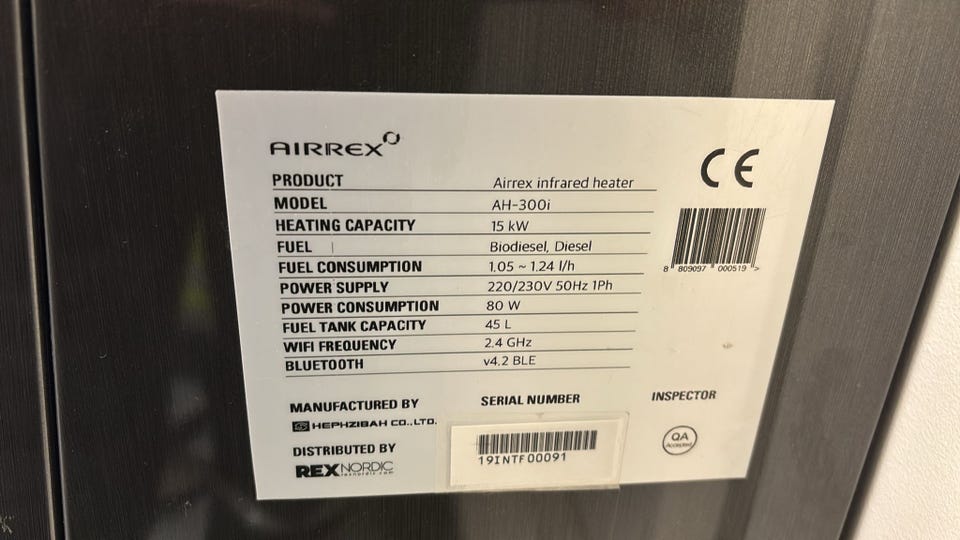 AIRREX
PRODUCT Airrex infrared heater
MODEL AH-300i
HEATING CAPACITY 15 kW
FUEL Biodiesel, Diesel
FUEL CONSUMPTION 1.05 ~ 1.24 l/h
POWER SUPPLY 220/230V 50Hz 1Ph
POWER CONSUMPTION 80 W
FUEL TANK CAPACITY 45 L
WIFI FREQUENCY 2.4 GHz
BLUETOOTH v4.2 BLE
CE
8 809097 000519 >
MANUFACTURED BY
HEPHZIBAH CO.,LTD.
DISTRIBUTED BY
REXNORDIC
rexnordic.com
SERIAL NUMBER
19INTF00091
INSPECTOR
QA
Accepted